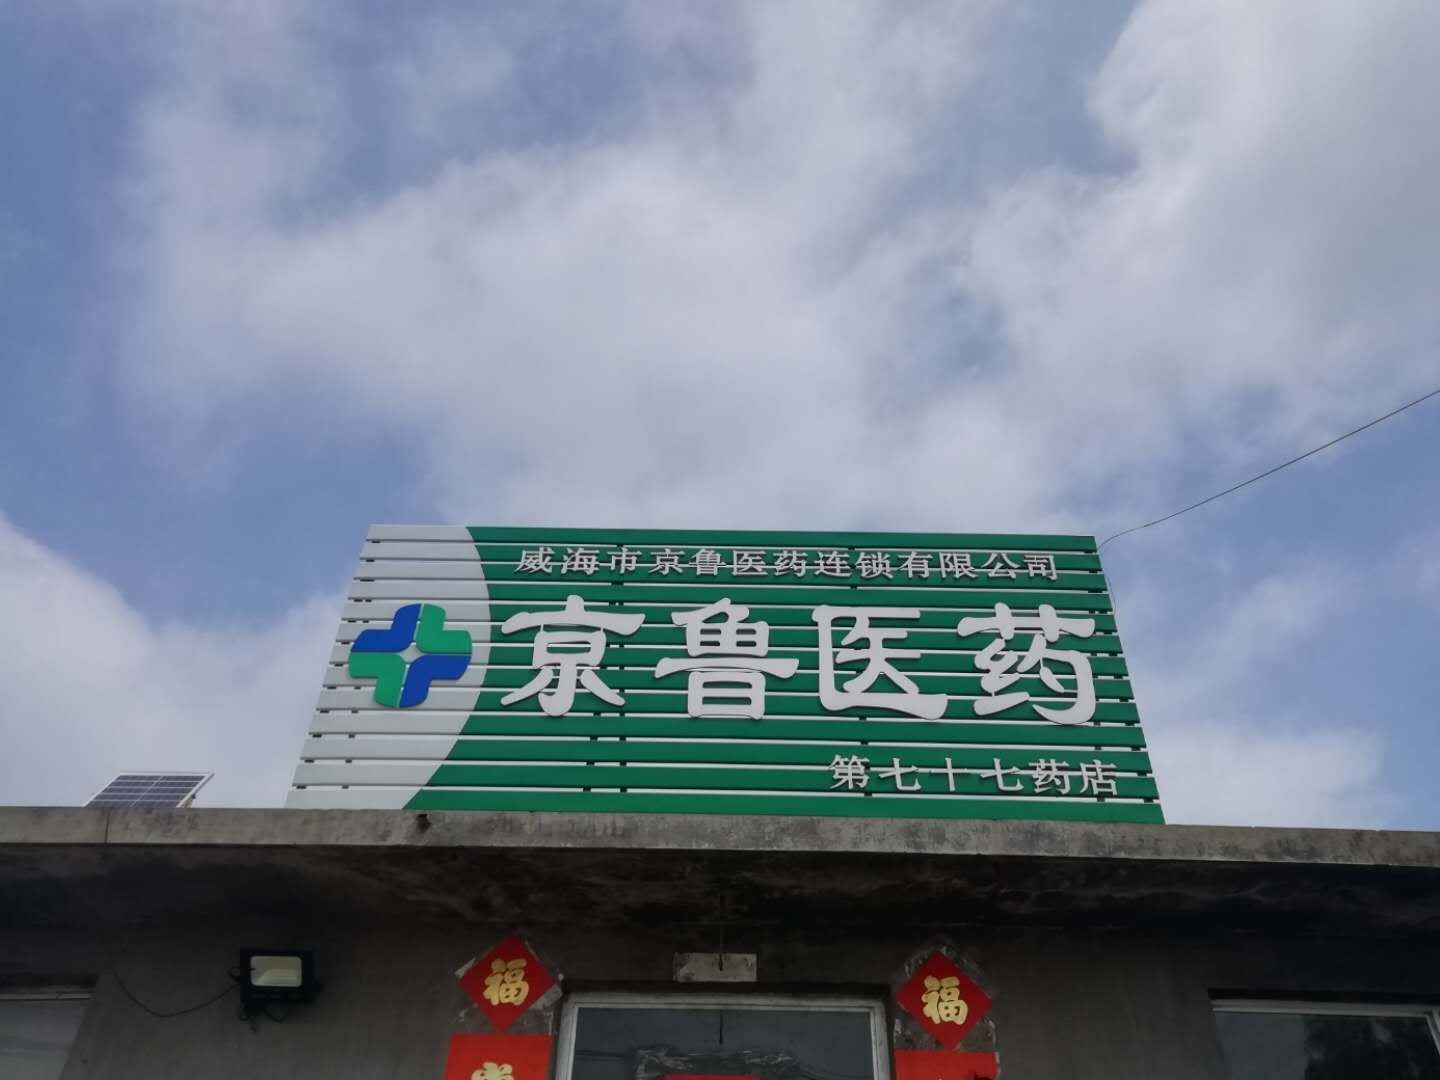 威海市京鲁医药连锁有限公司
京鲁医药
第七十七药店
福
福